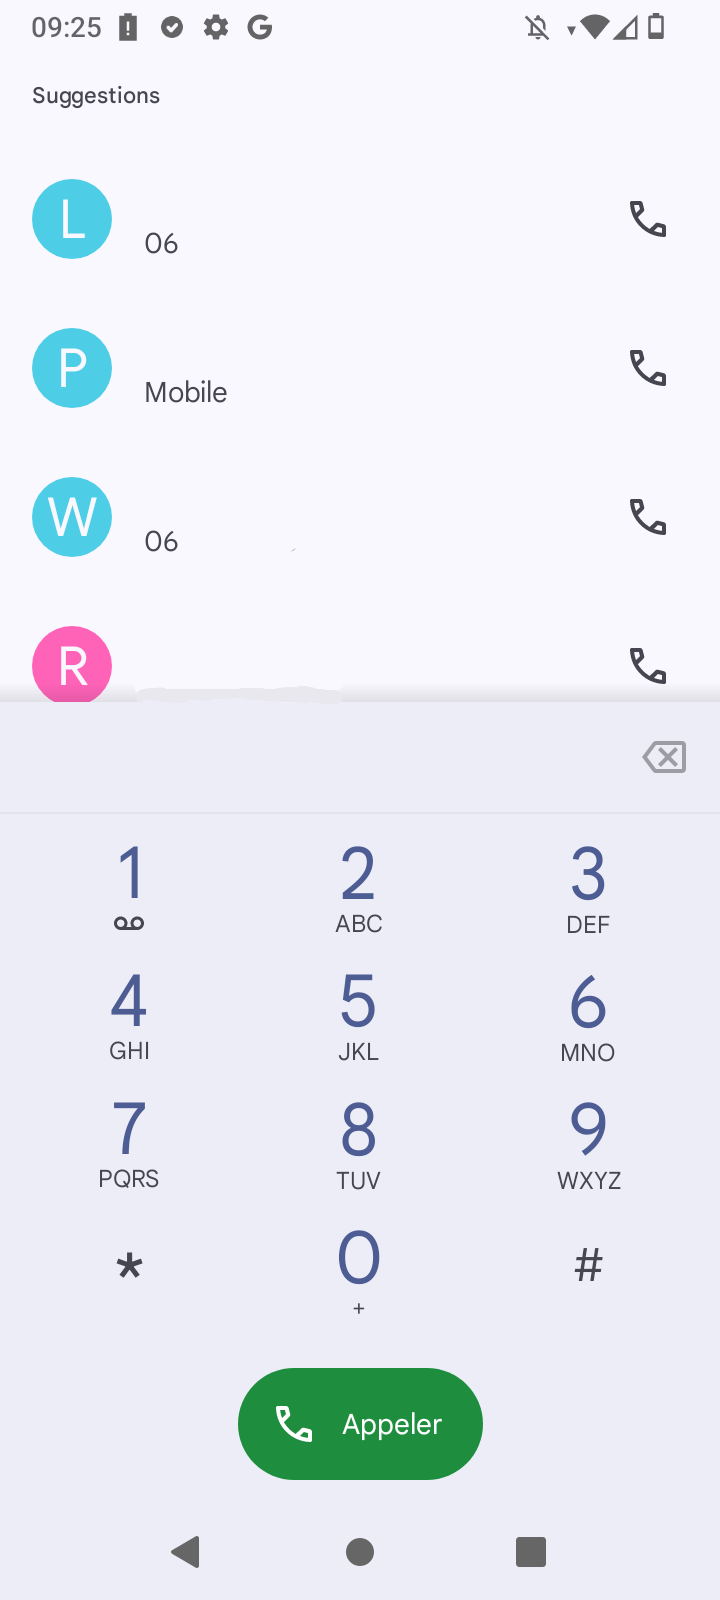 09:25
Suggestions
L
06
P
Mobile
W
06
R
1 2 3
ABC DEF
4 5 6
GHI JKL MNO
7 8 9
PQRS TUV WXYZ
* 0 #
+
Appeler